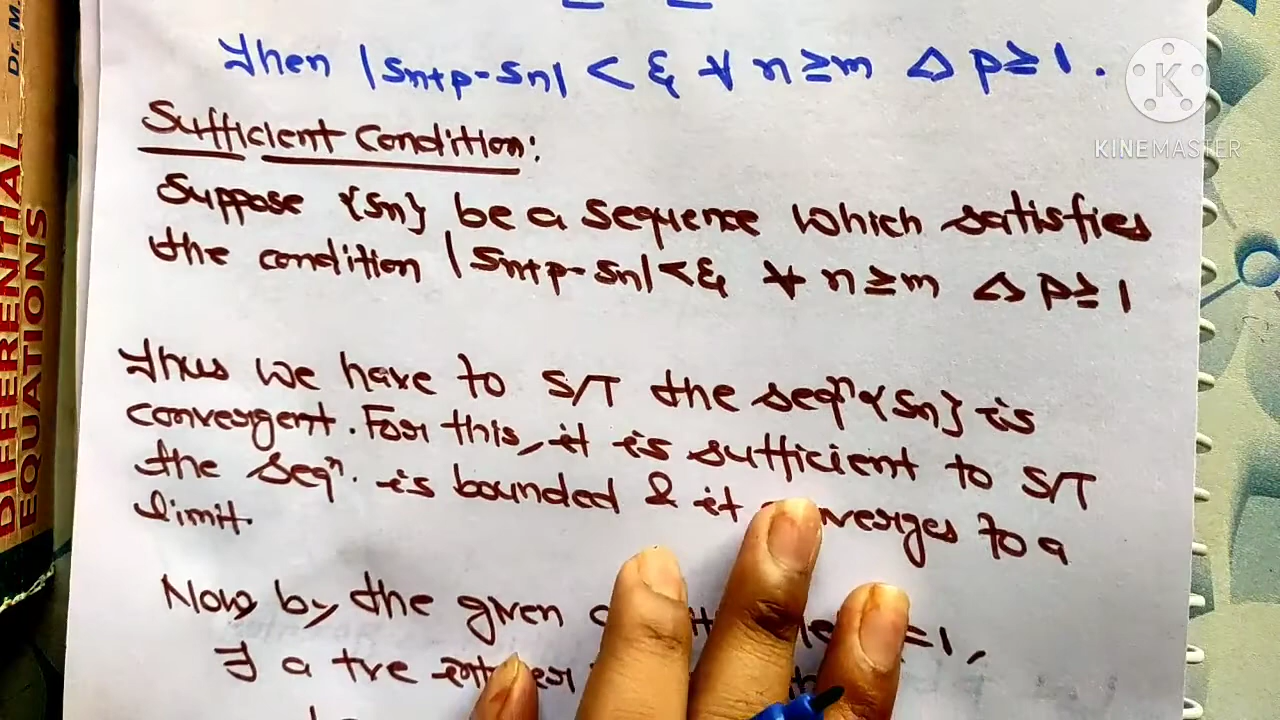 Dr. M.
DIFFERENTIAL
EQUATIONS
Then |Sn+p - Sn| < ε ∀ n ≥ m & p ≥ 1.
K
KINEMASTER
Sufficient Condition:
Suppose {Sn} be a sequence which satisfies
the condition |Sn+p - Sn| < ε ∀ n ≥ m & p ≥ 1
Thus we have to S/T the seqⁿ {Sn} is
convergent. For this, it is sufficient to S/T
the seqⁿ. is bounded & it converges to a
limit.
Now by the given = 1,
∃ a +ve